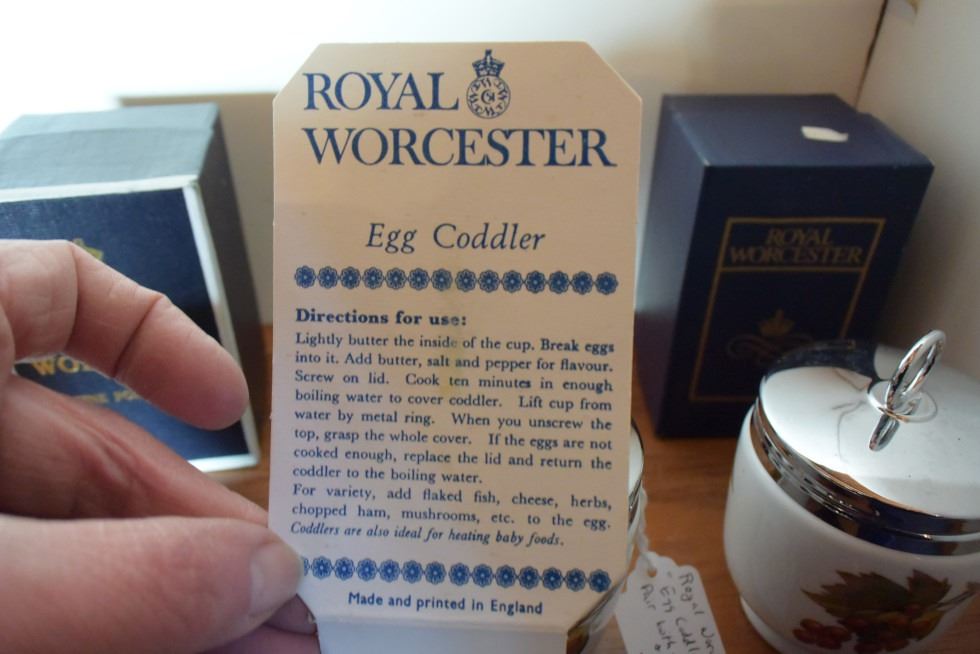 ROYAL
WORCESTER
Egg Coddler
Directions for use:
Lightly butter the inside of the cup. Break eggs
into it. Add butter, salt and pepper for flavour.
Screw on lid. Cook ten minutes in enough
boiling water to cover coddler. Lift cup from
water by metal ring. When you unscrew the
top, grasp the whole cover. If the eggs are not
cooked enough, replace the lid and return the
coddler to the boiling water.
For variety, add flaked fish, cheese, herbs,
chopped ham, mushrooms, etc. to the egg.
Coddlers are also ideal for heating baby foods.
Made and printed in England
ROYAL
WORCESTER
Royal
Egg
Pair with